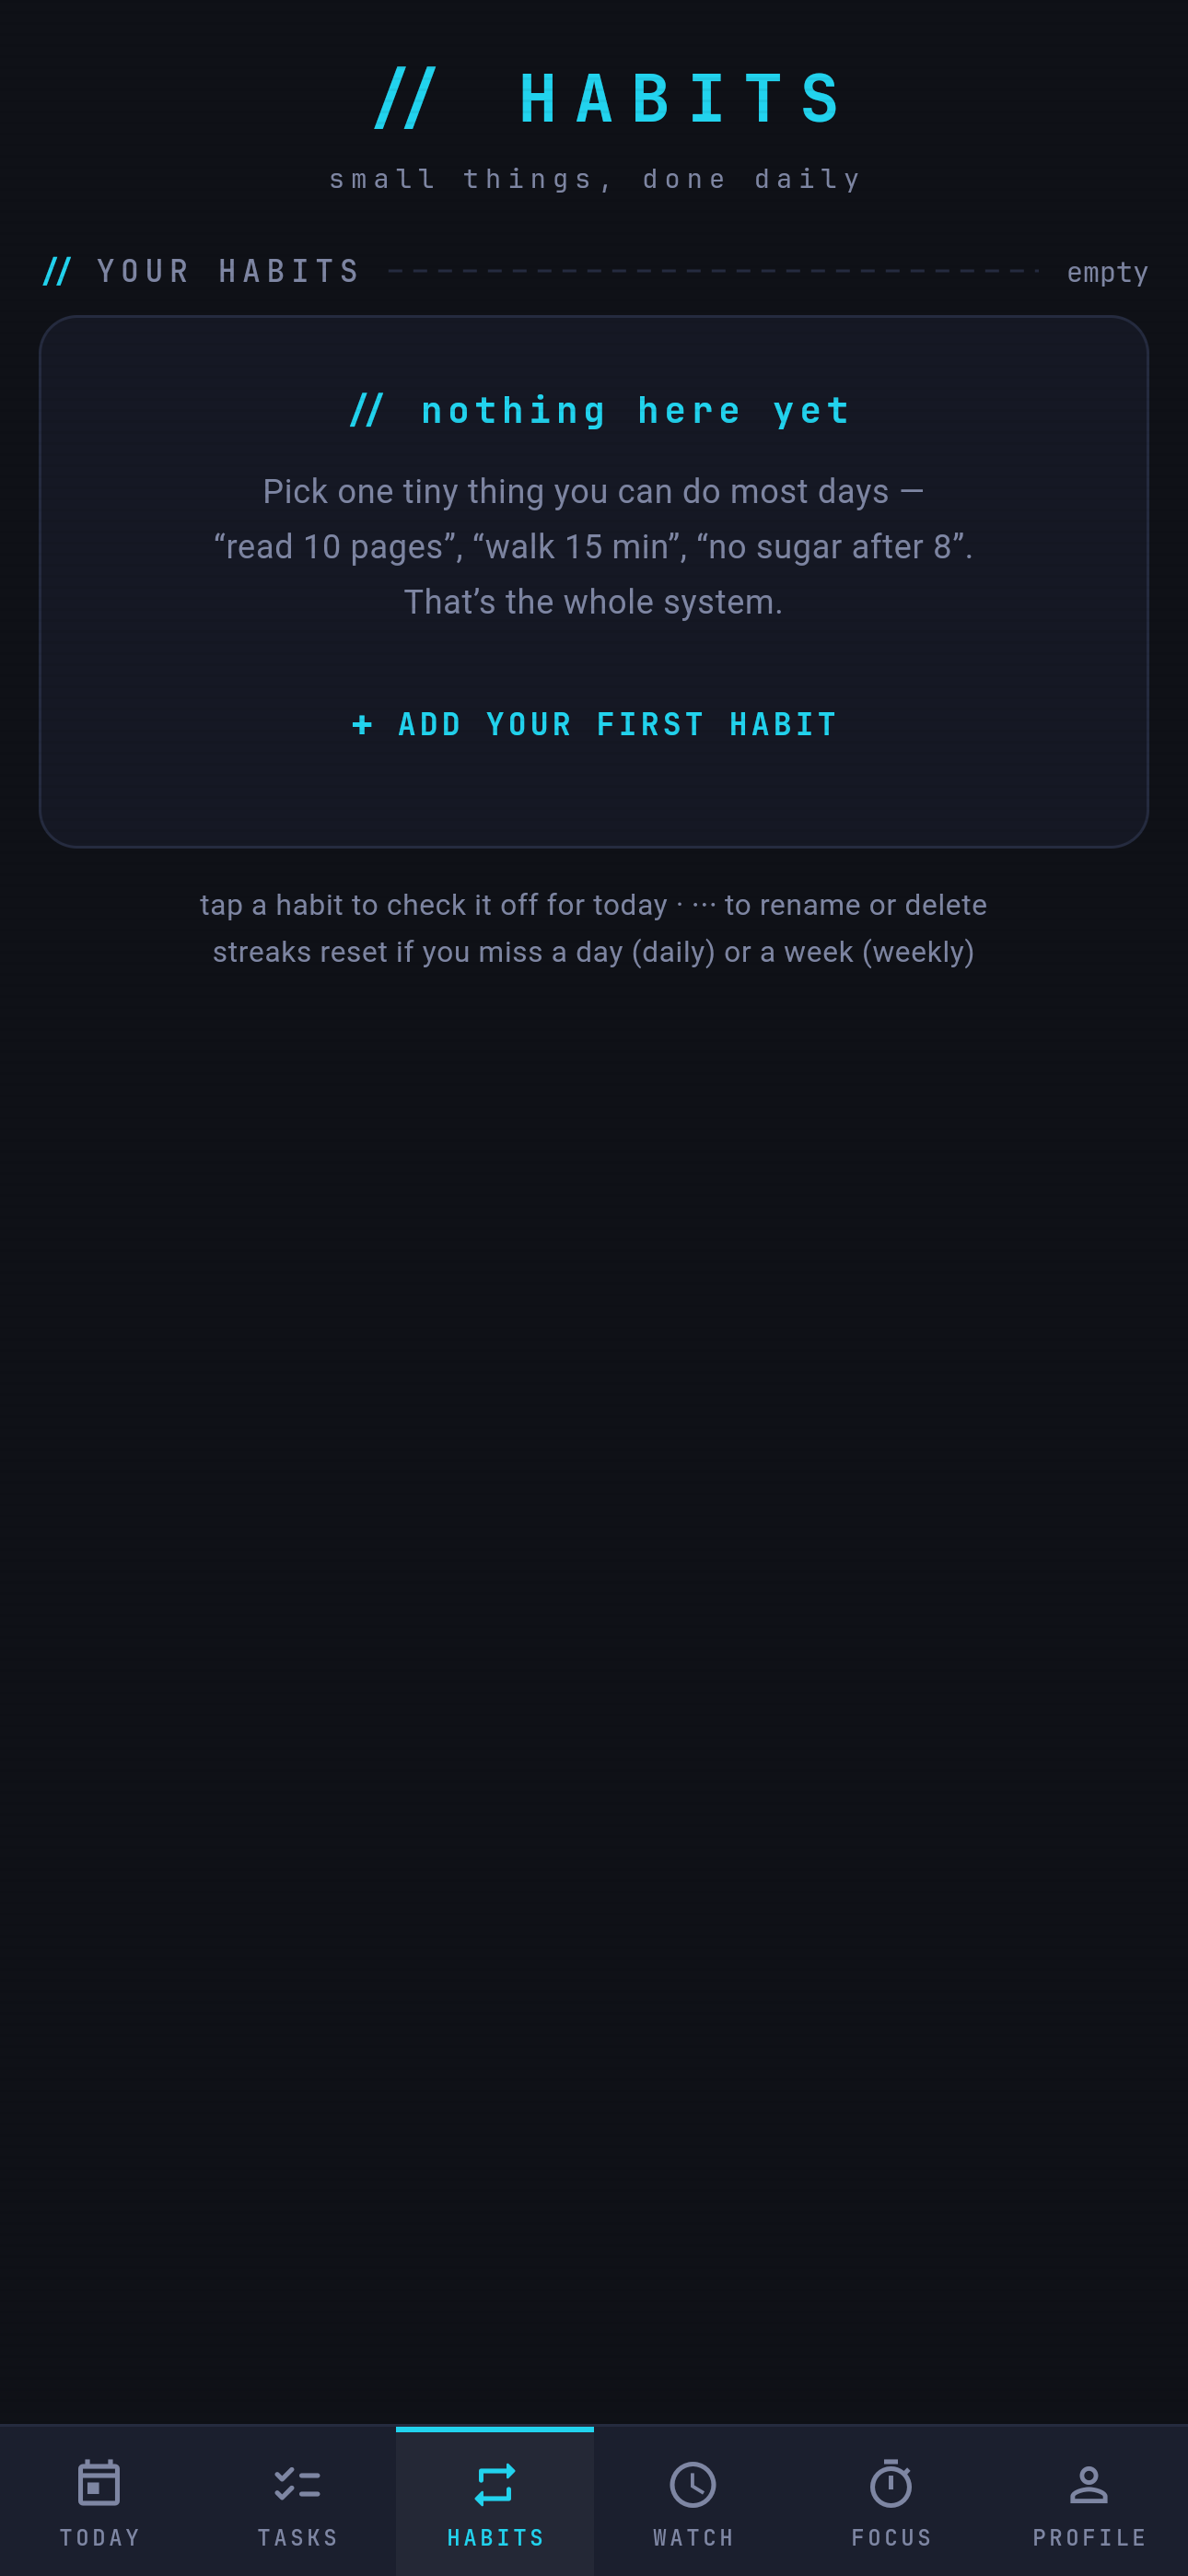 // HABITS
small things, done daily
// YOUR HABITS empty
// nothing here yet
Pick one tiny thing you can do most days —
“read 10 pages”, “walk 15 min”, “no sugar after 8”.
That’s the whole system.
+ ADD YOUR FIRST HABIT
tap a habit to check it off for today · ··· to rename or delete
streaks reset if you miss a day (daily) or a week (weekly)
TODAY TASKS HABITS WATCH FOCUS PROFILE